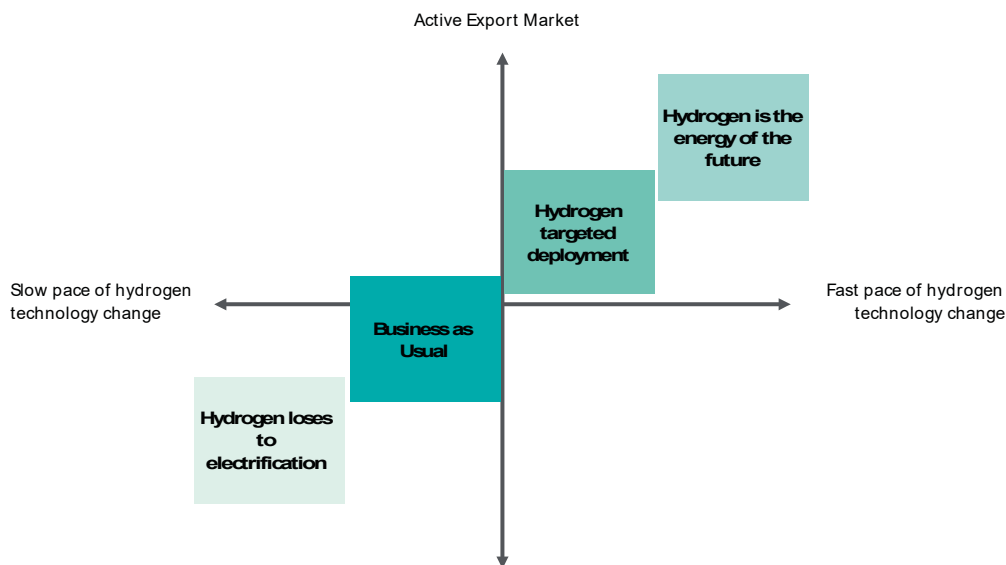 Active Export Market
Hydrogen is the
energy of the
future
Hydrogen
targeted
deployment
Slow pace of hydrogen
technology change
Fast pace of hydrogen
technology change
Business as
Usual
Hydrogen loses
to
electrification